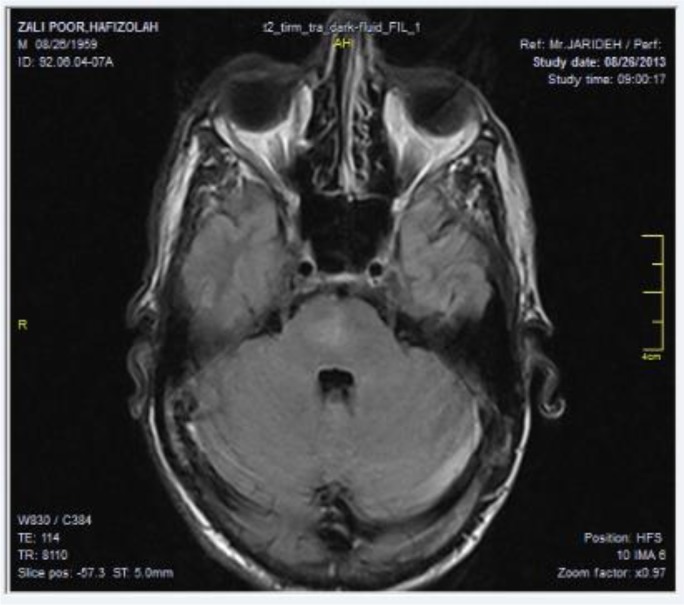 ZALI POOR,HAFIZOLAH
M 08/26/1959
ID: 92.06.04-07A
t2_tirm_tra_dark-fluid_FIL_1
AHI
Ref: Mr.JARIDEH / Perf:
Study date: 08/26/2013
Study time: 09:00:17
R
4cm
W830 / C384
TE: 114
TR: 8110
Slice pos: -57.3 ST: 5.0mm
Position: HFS
10 IMA 6
Zoom factor: x0.97